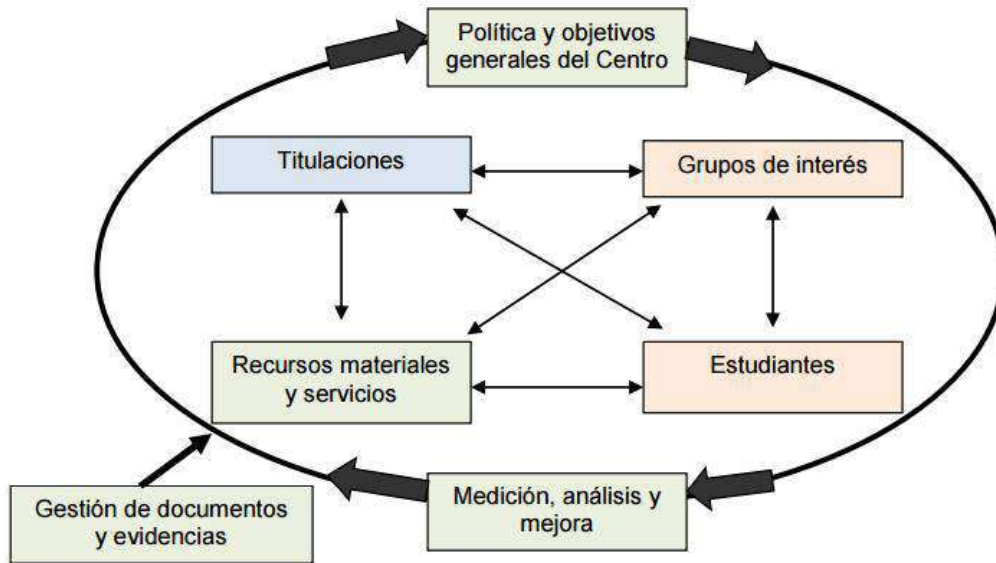 Política y objetivos
generales del Centro
Titulaciones
Grupos de interés
Recursos materiales
y servicios
Estudiantes
Gestión de documentos
y evidencias
Medición, análisis y
mejora